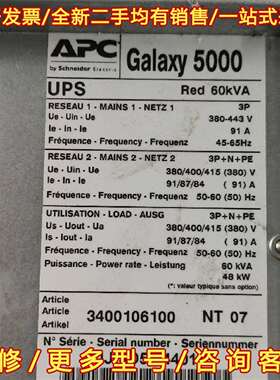 开发票/全新二手均有销售/一站式
APC
by Schneider Electric
Galaxy 5000
UPS Red 60kVA
RESEAU 1 - MAINS 1 - NETZ 1 3P
Ue - Uin - Ue 380-443 V
Ie - In - Ie 91 A
Fréquence - Frequency - Frequenz 45-65Hz
RESEAU 2 - MAINS 2 - NETZ 2 3P+N+PE
Ue - Uin - Ue 380/400/415 (380) V
Ie - In - Ie 91/87/84 ( 91) A
Fréquence - Frequency - Frequenz 50-60 (50) Hz
UTILISATION - LOAD - AUSG 3P+N+PE
Us - Uout - Ua 380/400/415 (380) V
Is - Iout - Ia 91/87/84 ( 91) A
Fréquence - Frequency - Frequenz 50-60 (50) Hz
Puissance - Power rate - Leistung 60 kVA
48 kW
(*: valeur typique sans option)
Article
Article 3400106100 NT 07
Artikel
N° Série - Serial number - Seriennummer
修/更多型号/咨询客